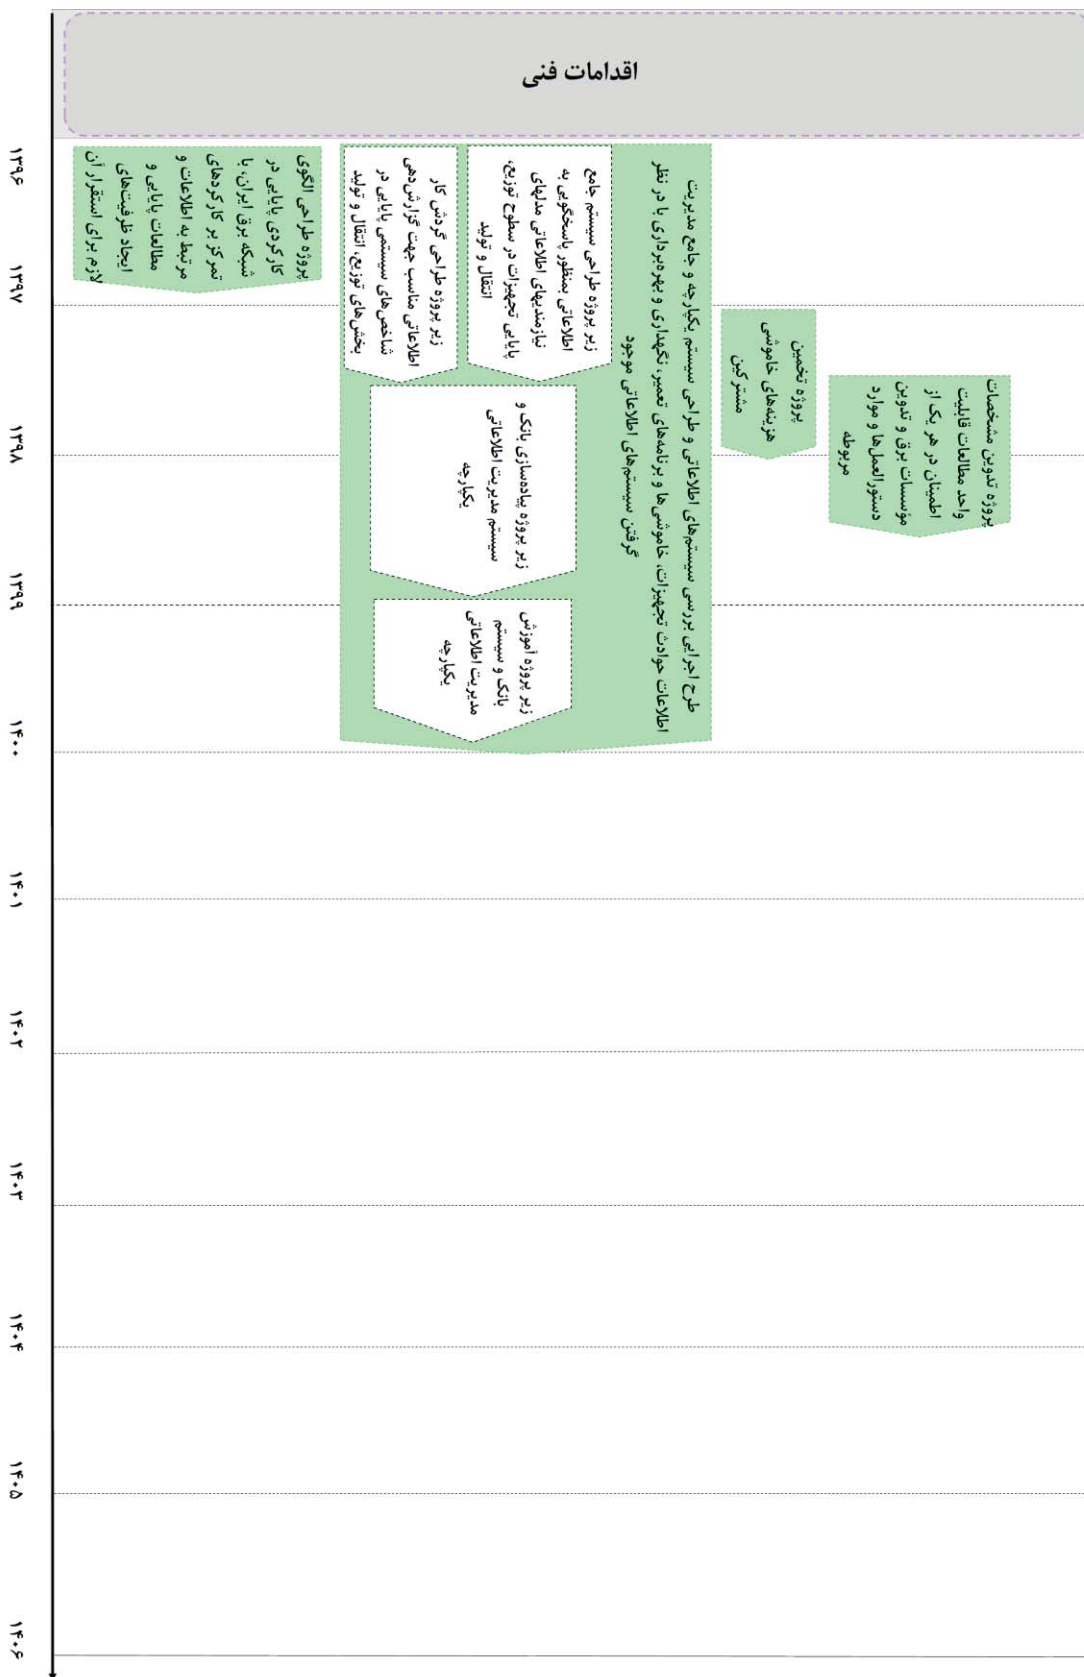 اقدامات فنی
۱۳۹۶
۱۳۹۷
۱۳۹۸
۱۳۹۹
۱۴۰۰
۱۴۰۱
۱۴۰۲
۱۴۰۳
۱۴۰۴
۱۴۰۵
۱۴۰۶
پروژه تدوین مشخصات
واحد مطالعات قابلیت
اطمینان در هر یک از
مؤسسات برق و تدوین
دستورالعمل‌ها و موارد
مربوطه
پروژه تخمین
هزینه‌های خاموشی
مشترکین
طرح اجرایی بررسی سیستم‌های اطلاعاتی و طراحی سیستم یکپارچه و جامع مدیریت
اطلاعات حوادث تجهیزات، خاموشی ها و برنامه‌های تعمیر، نگهداری و بهره‌برداری با در نظر
گرفتن سیستم‌های اطلاعاتی موجود
زیر پروژه طراحی سیستم جامع
اطلاعاتی بمنظور پاسخگویی به
نیازمندیهای اطلاعاتی مدلهای
پایایی تجهیزات در سطوح توزیع،
انتقال و تولید
زیر پروژه طراحی گردش کار
اطلاعاتی مناسب جهت گزارش‌دهی
شاخص‌های سیستمی پایایی در
بخش‌های توزیع، انتقال و تولید
زیر پروژه پیاده‌سازی بانک و
سیستم مدیریت اطلاعاتی
یکپارچه
زیر پروژه آموزش
بانک و سیستم
مدیریت اطلاعاتی
یکپارچه
پروژه طراحی الگوی
کارکردی پایایی در
شبکه برق ایران، با
تمرکز بر کارکردهای
مرتبط به اطلاعات و
مطالعات پایایی و
ایجاد ظرفیت‌های
لازم برای استقرار آن